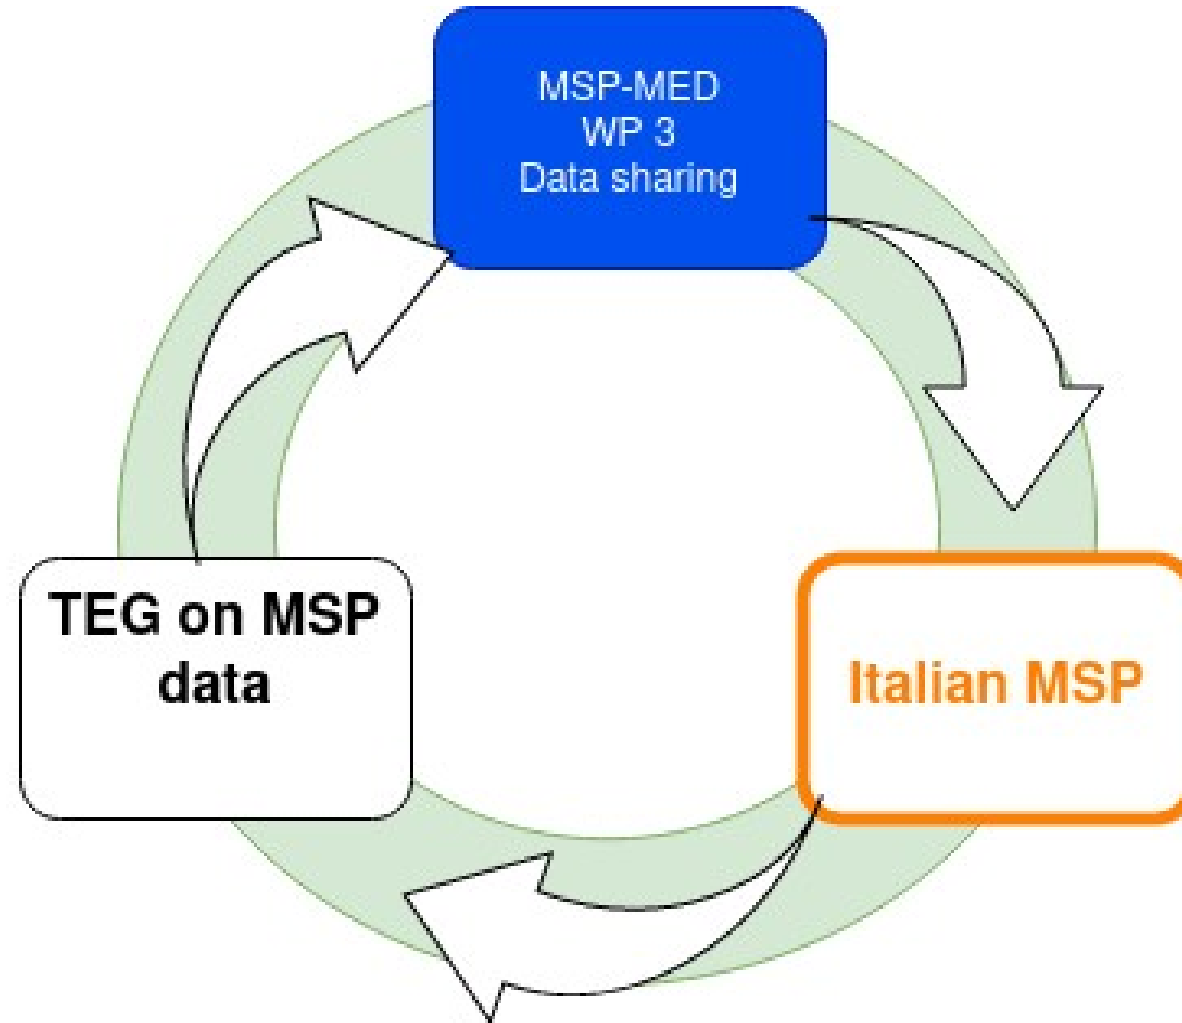 MSP-MED
WP 3
Data sharing
TEG on MSP
data
Italian MSP